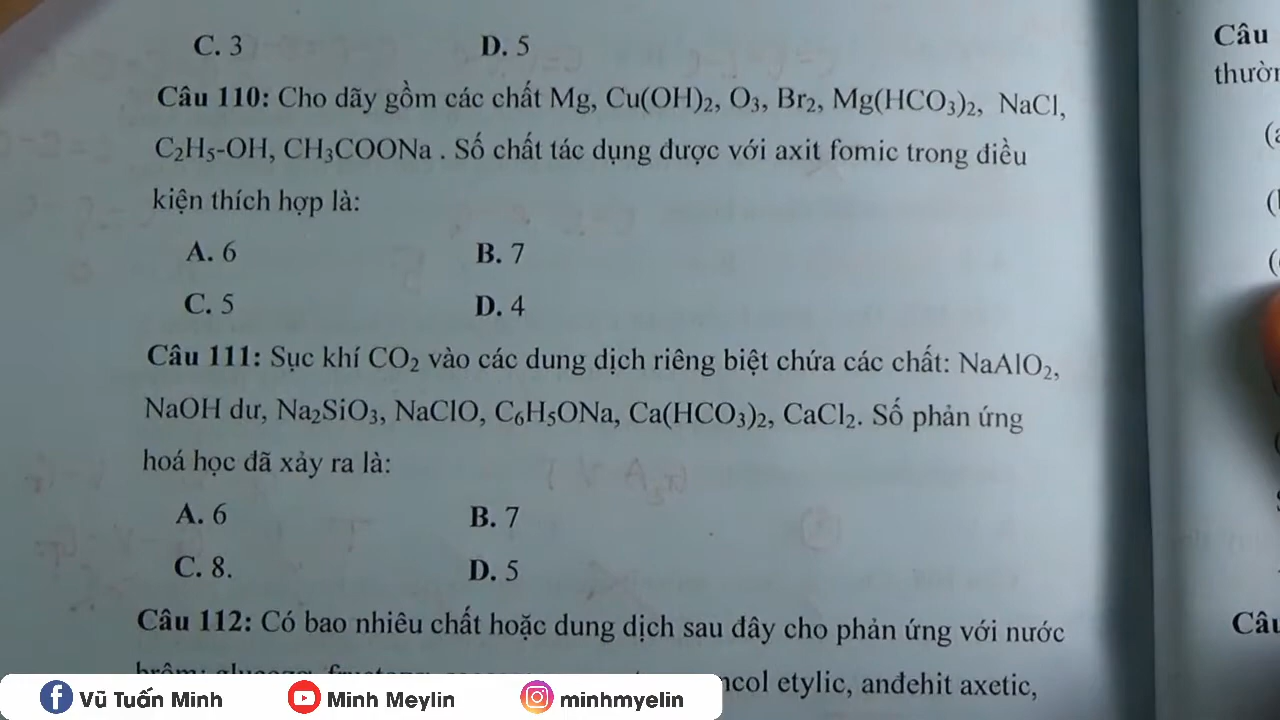 C. 3 D. 5
Câu 110: Cho dãy gồm các chất Mg, Cu(OH)₂, O₃, Br₂, Mg(HCO₃)₂, NaCl,
C₂H₅-OH, CH₃COONa . Số chất tác dụng được với axit fomic trong điều
kiện thích hợp là:
A. 6 B. 7
C. 5 D. 4
Câu 111: Sục khí CO₂ vào các dung dịch riêng biệt chứa các chất: NaAlO₂,
NaOH dư, Na₂SiO₃, NaClO, C₆H₅ONa, Ca(HCO₃)₂, CaCl₂. Số phản ứng
hoá học đã xảy ra là:
A. 6 B. 7
C. 8. D. 5
Câu 112: Có bao nhiêu chất hoặc dung dịch sau đây cho phản ứng với nước
etylic, anđehit axetic,
Câu
Vũ Tuấn Minh Minh Meylin minhmyelin